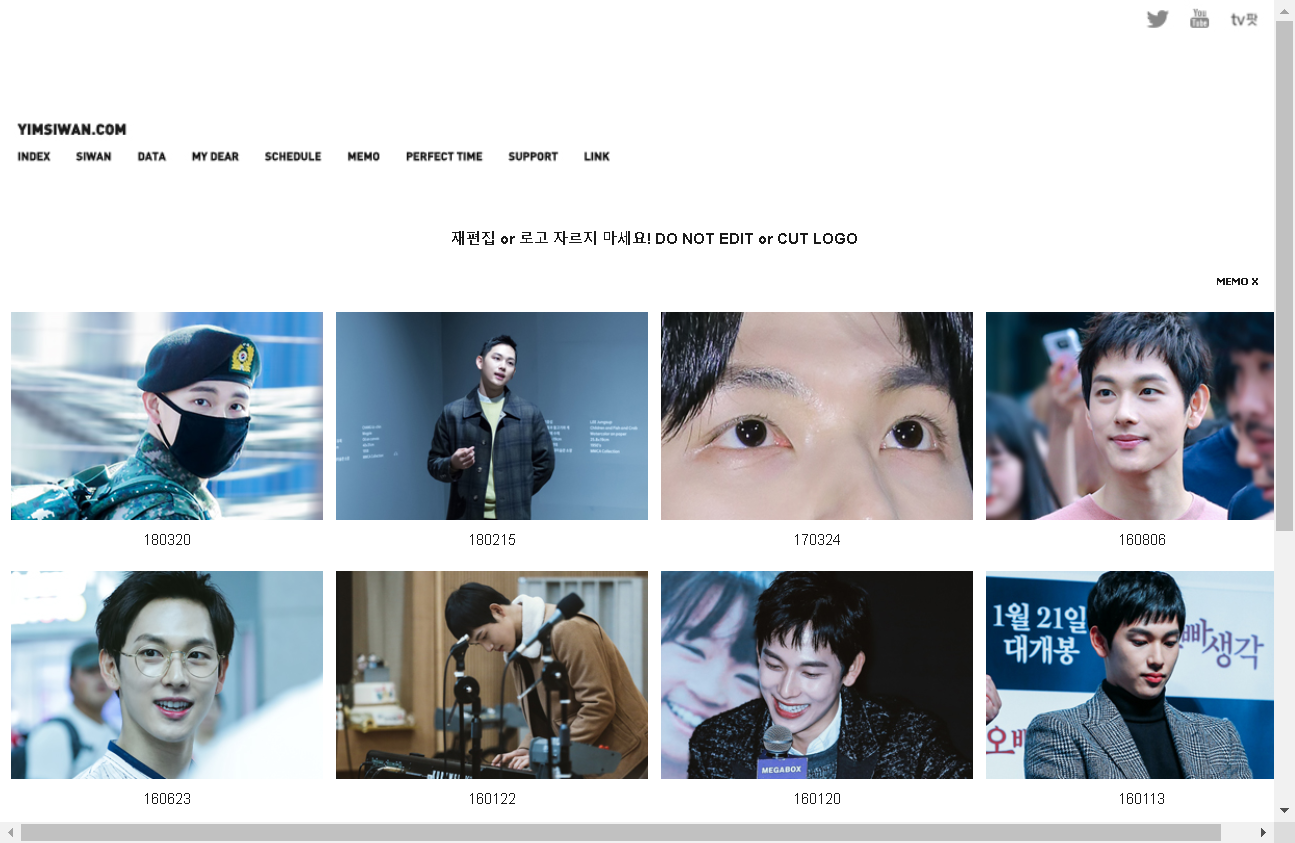 You
Tube
tv팟
YIMSIWAN.COM
INDEX SIWAN DATA MY DEAR SCHEDULE MEMO PERFECT TIME SUPPORT LINK
재편집 or 로고 자르지 마세요! DO NOT EDIT or CUT LOGO
MEMO X
180320 180215 170324 160806
1월 21일
대개봉
빠생각
오빠
MEGABOX
160623 160122 160120 160113